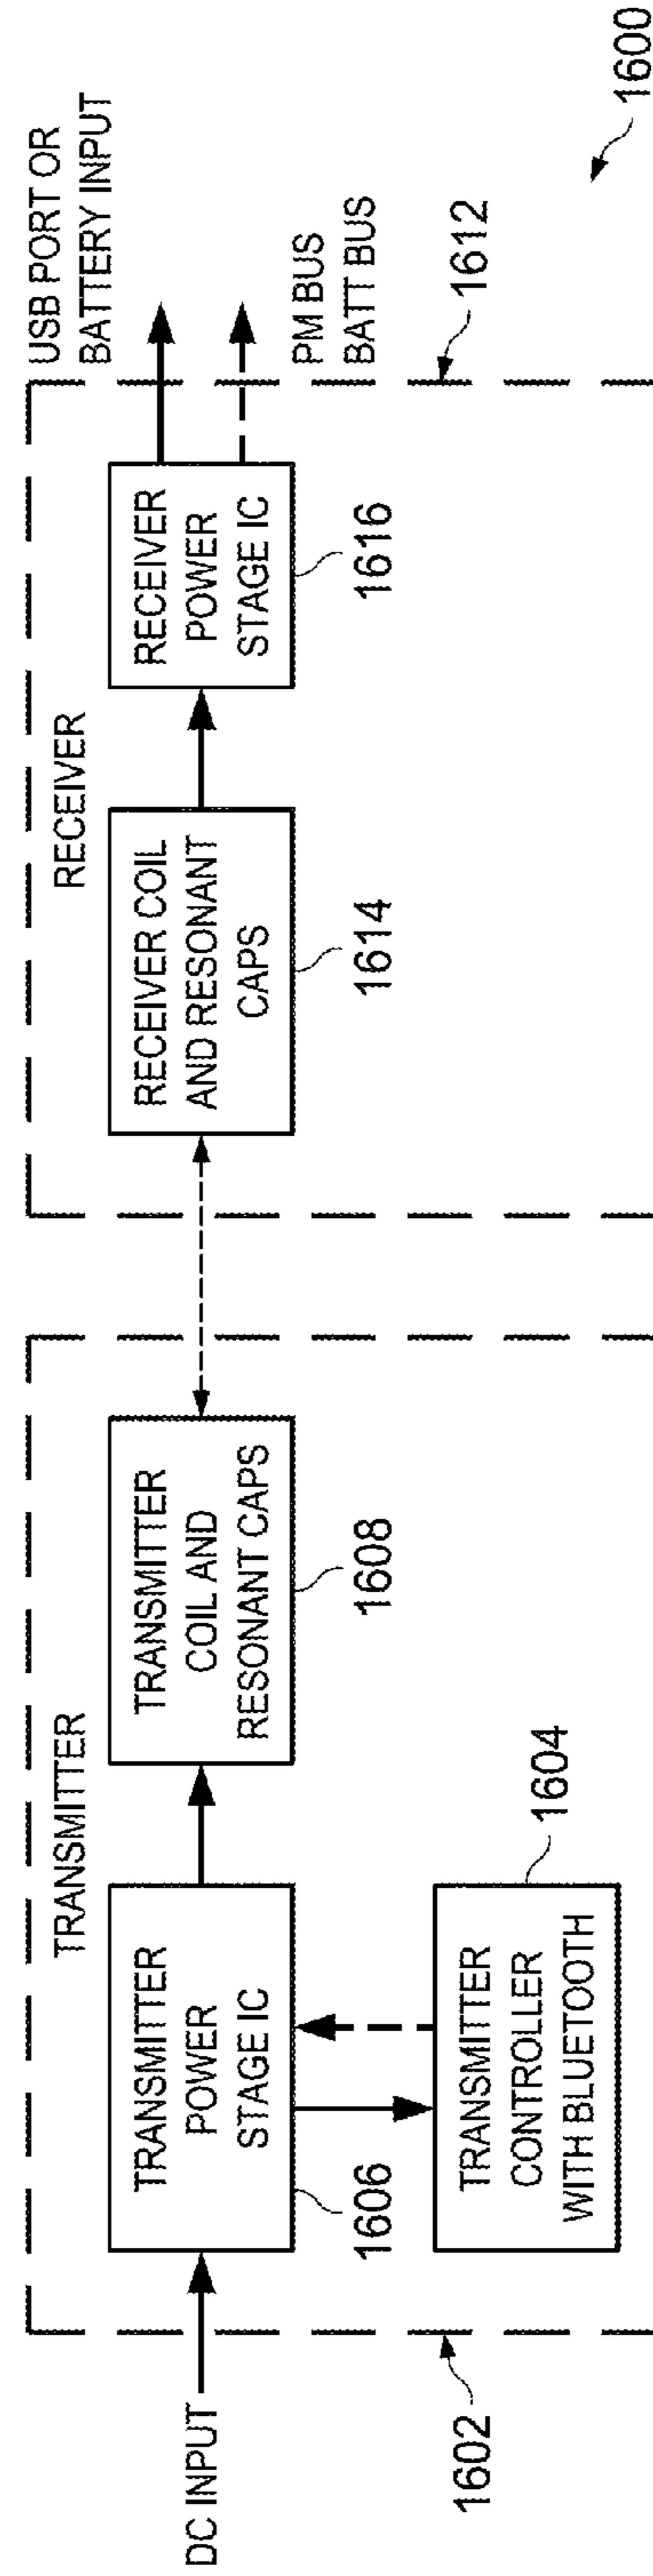 TRANSMITTER
DC INPUT
TRANSMITTER
POWER
STAGE IC
1606
TRANSMITTER
COIL AND
RESONANT CAPS
1608
TRANSMITTER
CONTROLLER
WITH BLUETOOTH
1604
1602
RECEIVER
RECEIVER COIL
AND RESONANT
CAPS
1614
RECEIVER
POWER
STAGE IC
1616
USB PORT OR
BATTERY INPUT
PM BUS
BATT BUS
1612
1600